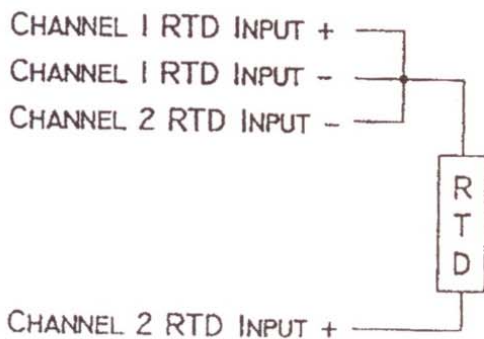 CHANNEL 1 RTD INPUT +
CHANNEL 1 RTD INPUT -
CHANNEL 2 RTD INPUT -
R
T
D
CHANNEL 2 RTD INPUT +